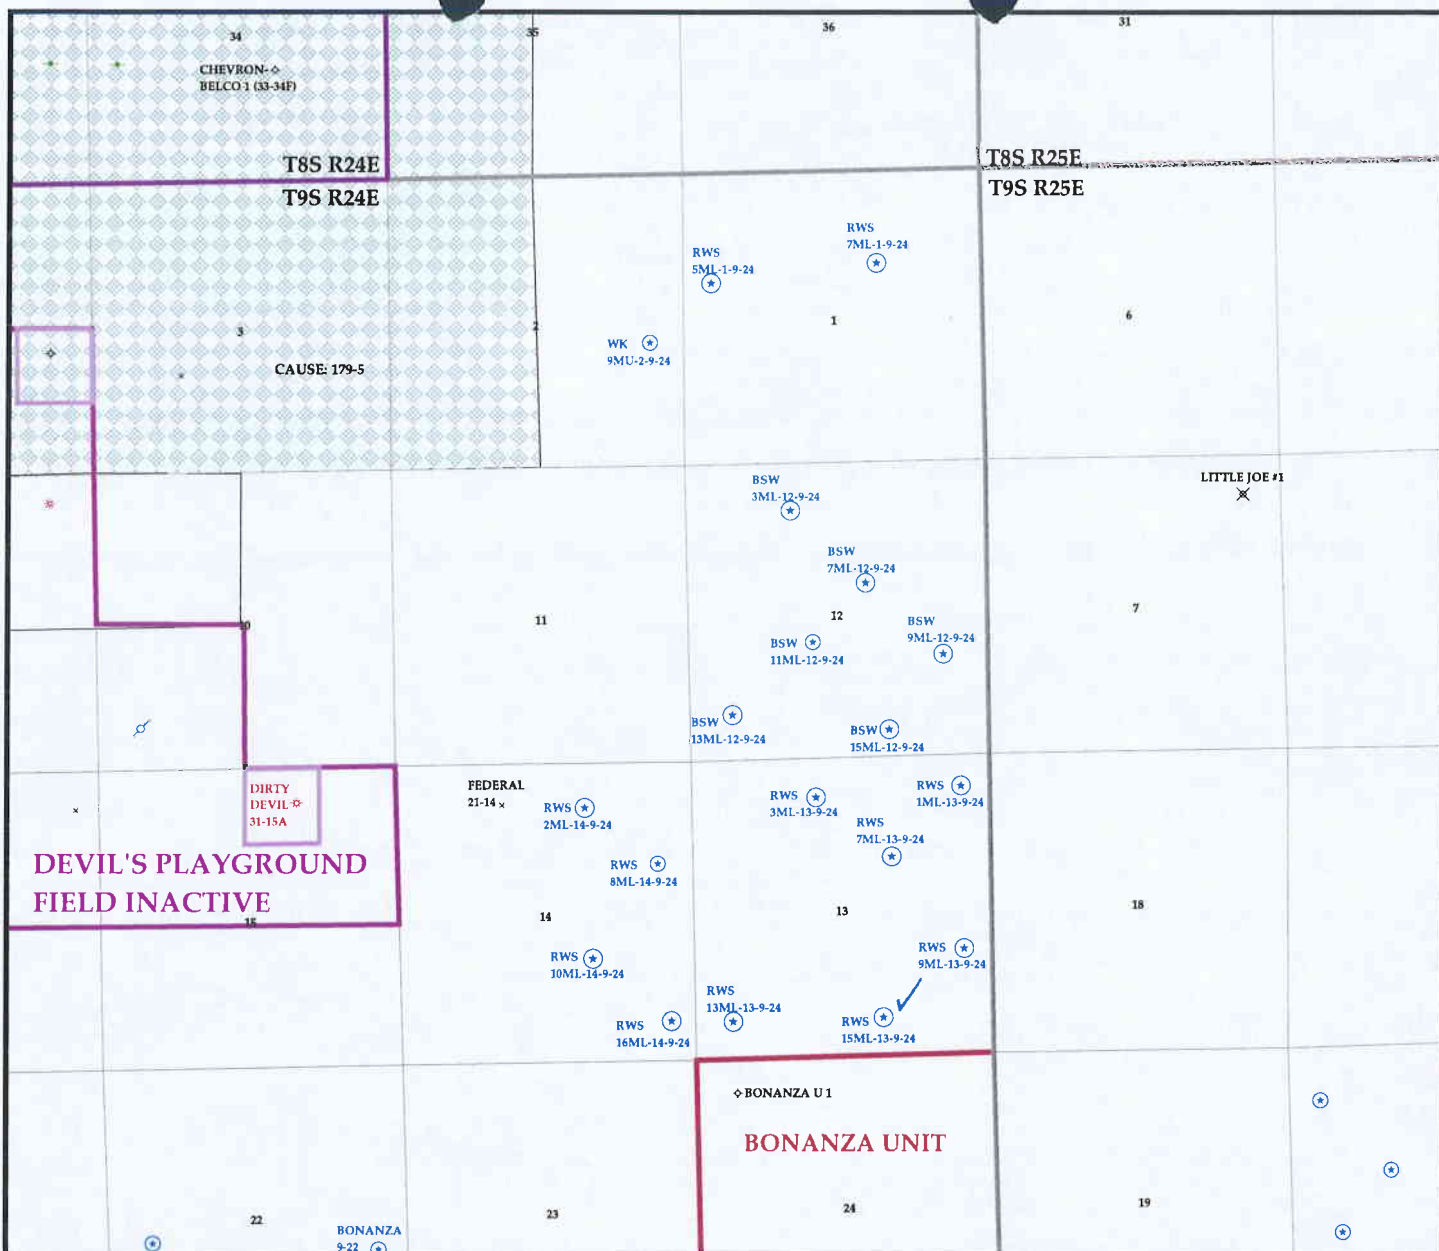 34
35
36
31
CHEVRON-
BELCO 1 (33-34F)
T8S R24E
T8S R25E
T9S R24E
T9S R25E
RWS
7ML-1-9-24
RWS
5ML-1-9-24
3
2
1
6
WK
9MU-2-9-24
CAUSE: 179-5
BSW
3ML-12-9-24
LITTLE JOE #1
BSW
7ML-12-9-24
10
11
12
7
BSW
9ML-12-9-24
BSW
11ML-12-9-24
BSW
13ML-12-9-24
BSW
15ML-12-9-24
DIRTY
DEVIL
31-15A
FEDERAL
21-14
RWS
2ML-14-9-24
RWS
3ML-13-9-24
RWS
1ML-13-9-24
RWS
7ML-13-9-24
RWS
8ML-14-9-24
DEVIL'S PLAYGROUND
FIELD INACTIVE
15
14
13
18
RWS
10ML-14-9-24
RWS
9ML-13-9-24
RWS
13ML-13-9-24
RWS
16ML-14-9-24
RWS
15ML-13-9-24
BONANZA U 1
BONANZA UNIT
22
23
24
19
BONANZA
9-22